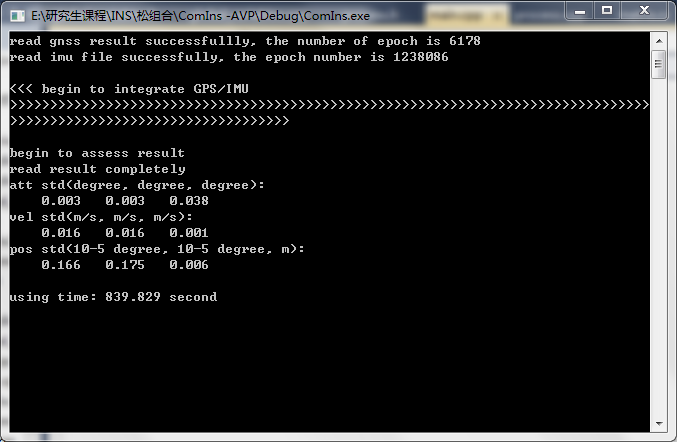 E:\研究生课程\INS\松组合\ComIns -AVP\Debug\ComIns.exe
read gnss result successfullly, the number of epoch is 6178
read imu file successfully, the epoch number is 1238086
<<< begin to integrate GPS/IMU
>>>>>>>>>>>>>>>>>>>>>>>>>>>>>>>>>>>>>>>>>>>>>>>>>>>>>>>>>>>>>>>>>>>>>>>>>>>>>>>>
>>>>>>>>>>>>>>>>>>>>>>>>>>>>>>>>>>>
begin to assess result
read result completely
att std(degree, degree, degree):
0.003 0.003 0.038
vel std(m/s, m/s, m/s):
0.016 0.016 0.001
pos std(10-5 degree, 10-5 degree, m):
0.166 0.175 0.006
using time: 839.829 second